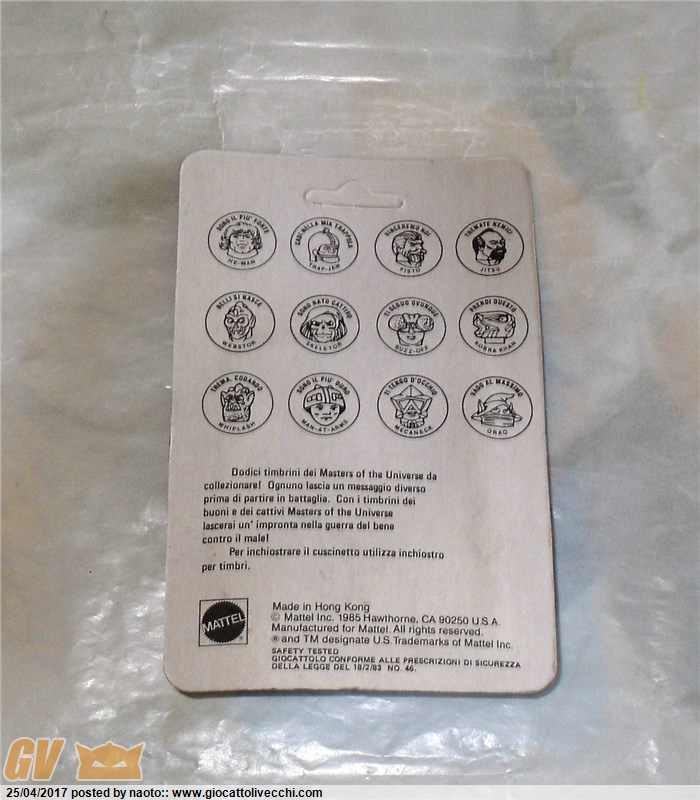 SONO IL PIU' FORTE
HE-MAN
CADI NELLA MIA TRAPPOLA
TRAP-JAW
VINCEREMO NOI
FISTO
TREMATE NEMICI
JITSU
BELLI SI NASCE
WEBSTOR
SONO NATO CATTIVO
SKELETOR
TI SEGUO OVUNQUE
BUZZ-OFF
PRENDI QUESTO
KOBRA KHAN
TREMA, CODARDO
WHIPLASH
SONO IL PIU' DURO
MAN-AT-ARMS
TI TENGO D'OCCHIO
MECANECK
VADO AL MASSIMO
ORKO
Dodici timbrini dei Masters of the Universe da
collezionare! Ognuno lascia un messaggio diverso
prima di partire in battaglia. Con i timbrini dei
buoni e dei cattivi Masters of the Universe
lascerai un' impronta nella guerra del bene
contro il male!
Per inchiostrare il cuscinetto utilizza inchiostro
per timbri.
MATTEL
®
Made in Hong Kong
© Mattel Inc. 1985 Hawthorne, CA 90250 U.S.A.
Manufactured for Mattel. All rights reserved.
® and TM designate U.S. Trademarks of Mattel Inc.
SAFETY TESTED
GIOCATTOLO CONFORME ALLE PRESCRIZIONI DI SICUREZZA
DELLA LEGGE DEL 18/2/83 NO. 46.
GV
25/04/2017 posted by naoto:: www.giocattolivecchi.com